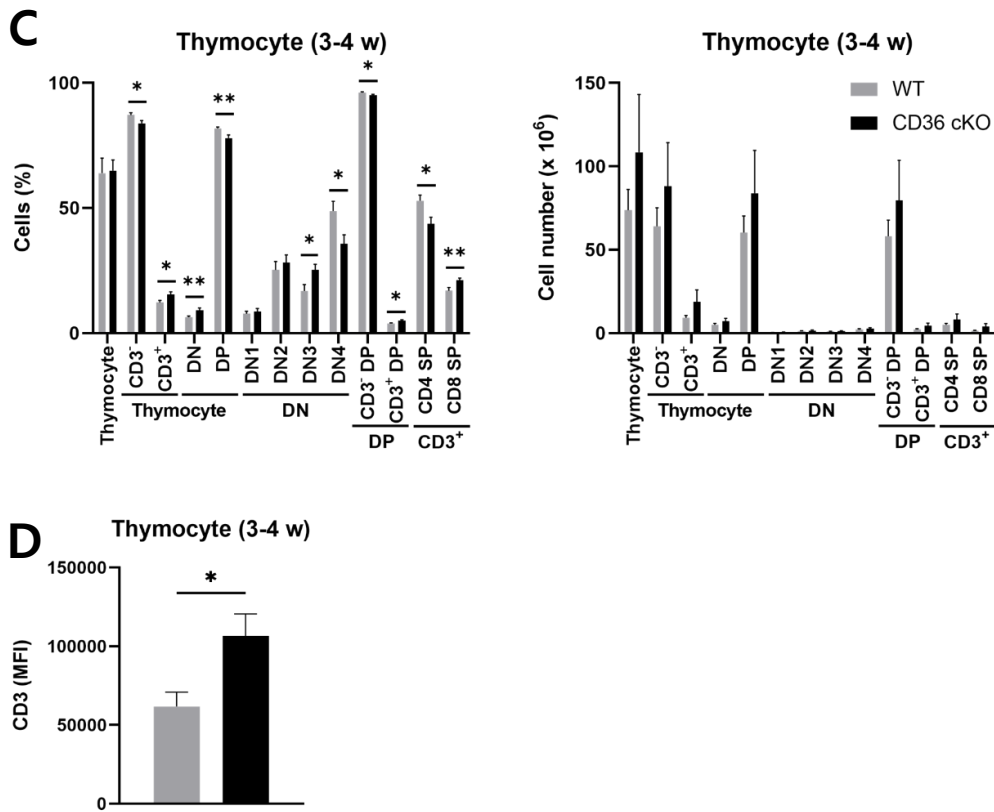 C
Thymocyte (3-4 w)
Cells (%)
100
50
0
* ** * ** * * * * * **
Thymocyte CD3⁻ CD3⁺ DN DP DN1 DN2 DN3 DN4 CD3⁻ DP CD3⁺ DP CD4 SP CD8 SP
Thymocyte DN
DP CD3⁺
Thymocyte (3-4 w)
WT
CD36 cKO
Cell number (x 10⁶)
150
100
50
0
Thymocyte CD3⁻ CD3⁺ DN DP DN1 DN2 DN3 DN4 CD3⁻ DP CD3⁺ DP CD4 SP CD8 SP
Thymocyte DN DP CD3⁺
D
Thymocyte (3-4 w)
CD3 (MFI)
150000
100000
50000
0
*